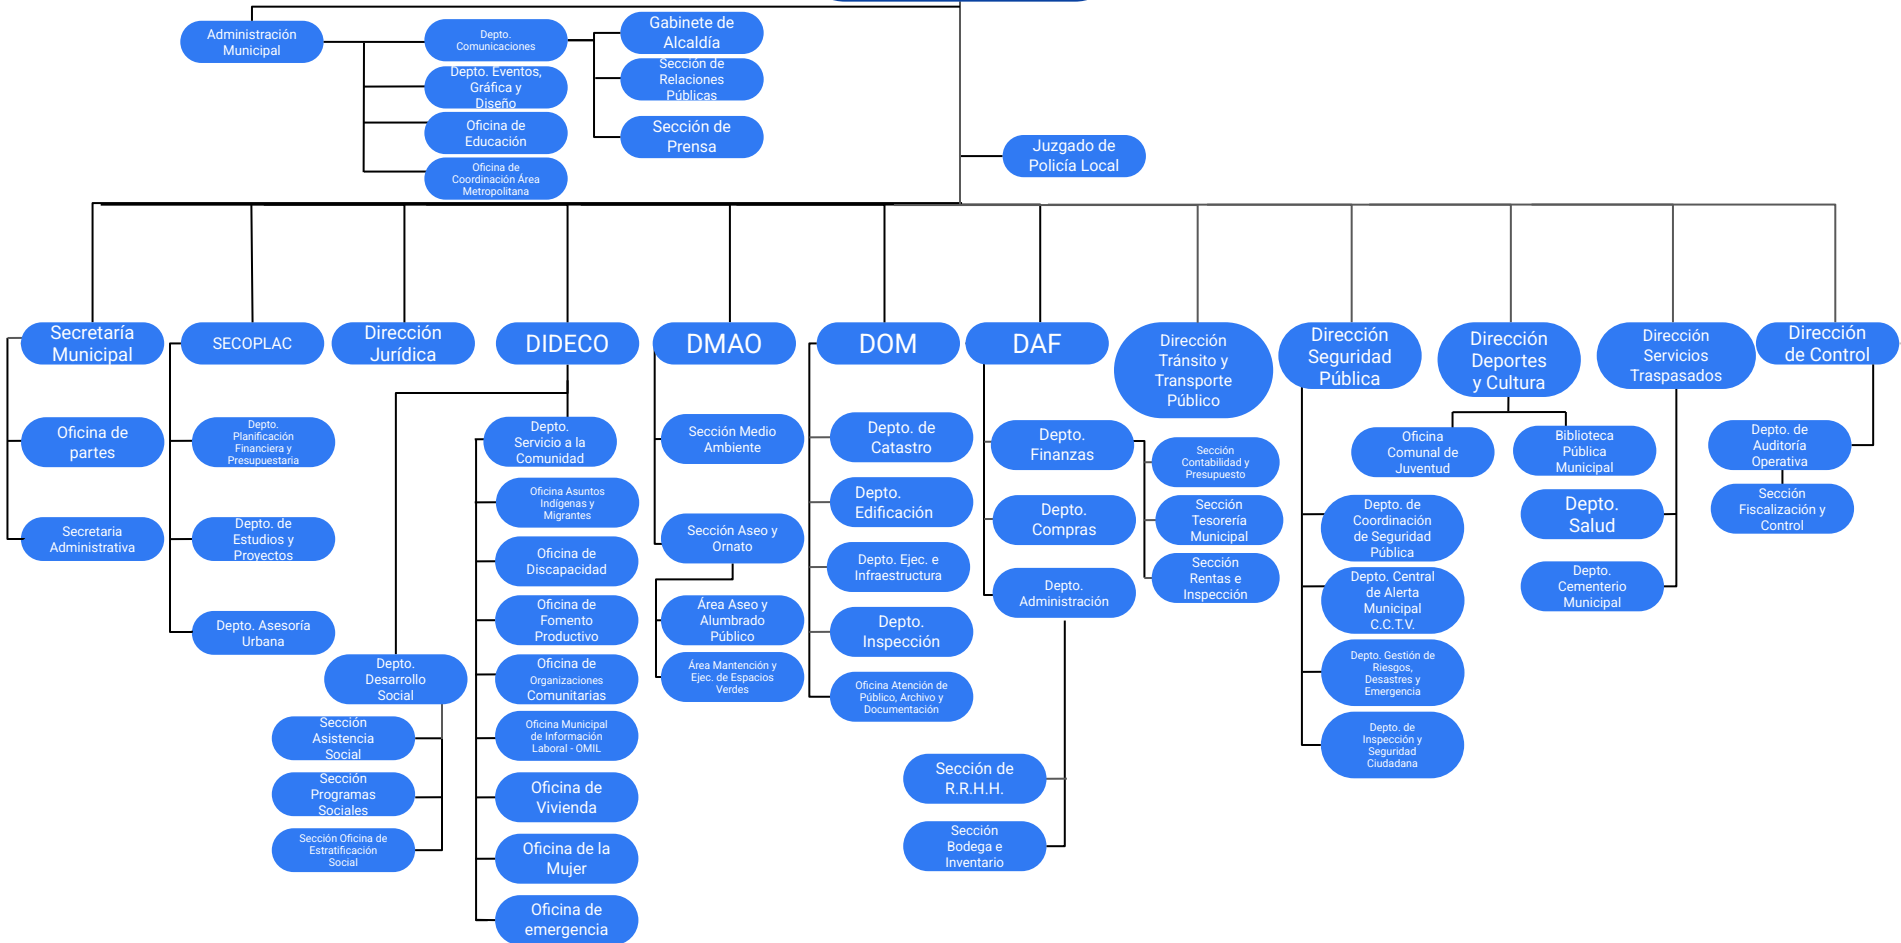 Administración
Municipal
Depto.
Comunicaciones
Depto. Eventos,
Gráfica y
Diseño
Oficina de
Educación
Oficina de
Coordinación Área
Metropolitana
Gabinete de
Alcaldía
Sección de
Relaciones
Públicas
Sección de
Prensa
Juzgado de
Policía Local
Secretaría
Municipal
Oficina de
partes
Secretaria
Administrativa
SECOPLAC
Depto.
Planificación
Financiera y
Presupuestaria
Depto. de
Estudios y
Proyectos
Depto. Asesoría
Urbana
Dirección
Jurídica
DIDECO
Depto.
Desarrollo
Social
Sección
Asistencia
Social
Sección
Programas
Sociales
Sección Oficina de
Estratificación
Social
Depto.
Servicio a la
Comunidad
Oficina Asuntos
Indígenas y
Migrantes
Oficina de
Discapacidad
Oficina de
Fomento
Productivo
Oficina de
Organizaciones
Comunitarias
Oficina Municipal
de Información
Laboral - OMIL
Oficina de
Vivienda
Oficina de la
Mujer
Oficina de
emergencia
DMAO
Sección Medio
Ambiente
Sección Aseo y
Ornato
Área Aseo y
Alumbrado
Público
Área Mantención y
Ejec. de Espacios
Verdes
DOM
Depto. de
Catastro
Depto.
Edificación
Depto. Ejec. e
Infraestructura
Depto.
Inspección
Oficina Atención de
Público, Archivo y
Documentación
DAF
Depto.
Finanzas
Sección
Contabilidad y
Presupuesto
Sección
Tesorería
Municipal
Sección
Rentas e
Inspección
Depto.
Compras
Depto.
Administración
Sección de
R.R.H.H.
Sección
Bodega e
Inventario
Dirección
Tránsito y
Transporte
Público
Dirección
Seguridad
Pública
Depto. de
Coordinación
de Seguridad
Pública
Depto. Central
de Alerta
Municipal
C.C.T.V.
Depto. Gestión de
Riesgos,
Desastres y
Emergencia
Depto. de
Inspección y
Seguridad
Ciudadana
Dirección
Deportes
y Cultura
Oficina
Comunal de
Juventud
Biblioteca
Pública
Municipal
Dirección
Servicios
Traspasados
Depto.
Salud
Depto.
Cementerio
Municipal
Dirección
de Control
Depto. de
Auditoría
Operativa
Sección
Fiscalización y
Control